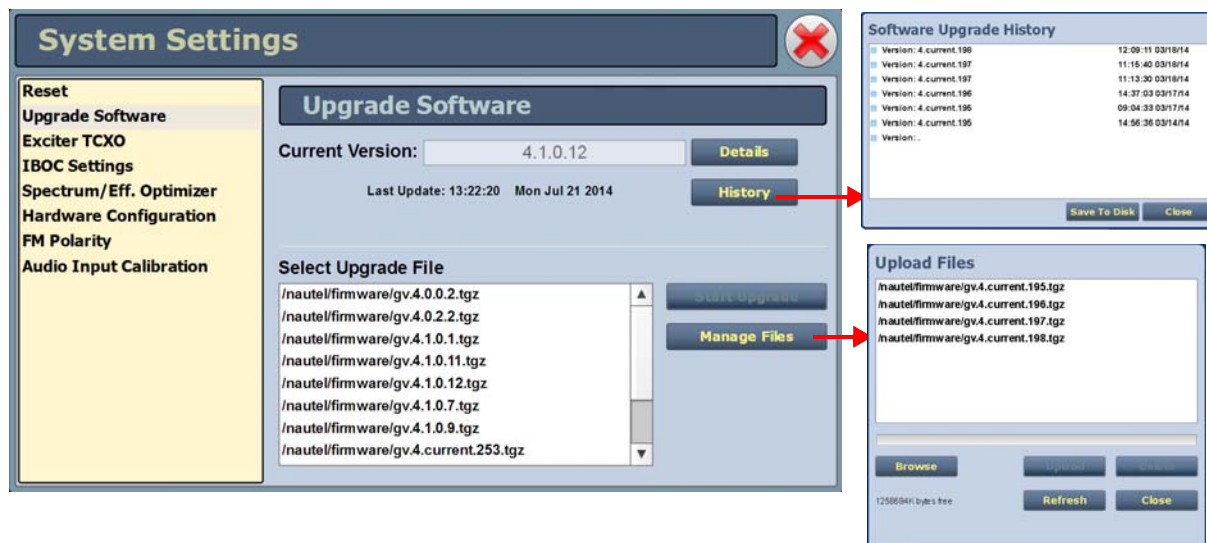 System Settings
Reset
Upgrade Software
Exciter TCXO
IBOC Settings
Spectrum/Eff. Optimizer
Hardware Configuration
FM Polarity
Audio Input Calibration
Upgrade Software
Current Version: 4.1.0.12 Details
Last Update: 13:22:20 Mon Jul 21 2014 History
Select Upgrade File
/nautel/firmware/gv.4.0.0.2.tgz
/nautel/firmware/gv.4.0.2.2.tgz
/nautel/firmware/gv.4.1.0.1.tgz
/nautel/firmware/gv.4.1.0.11.tgz
/nautel/firmware/gv.4.1.0.12.tgz
/nautel/firmware/gv.4.1.0.7.tgz
/nautel/firmware/gv.4.1.0.9.tgz
/nautel/firmware/gv.4.current.253.tgz
Start Upgrade
Manage Files
Software Upgrade History
Version: 4.current.198 12:09:11 03/18/14
Version: 4.current.197 11:15:40 03/18/14
Version: 4.current.197 11:13:30 03/18/14
Version: 4.current.196 14:37:03 03/17/14
Version: 4.current.195 09:04:33 03/17/14
Version: 4.current.195 14:56:36 03/14/14
Version: .
Save To Disk Close
Upload Files
/nautel/firmware/gv.4.current.195.tgz
/nautel/firmware/gv.4.current.196.tgz
/nautel/firmware/gv.4.current.197.tgz
/nautel/firmware/gv.4.current.198.tgz
Browse Upload Delete
bytes free Refresh Close